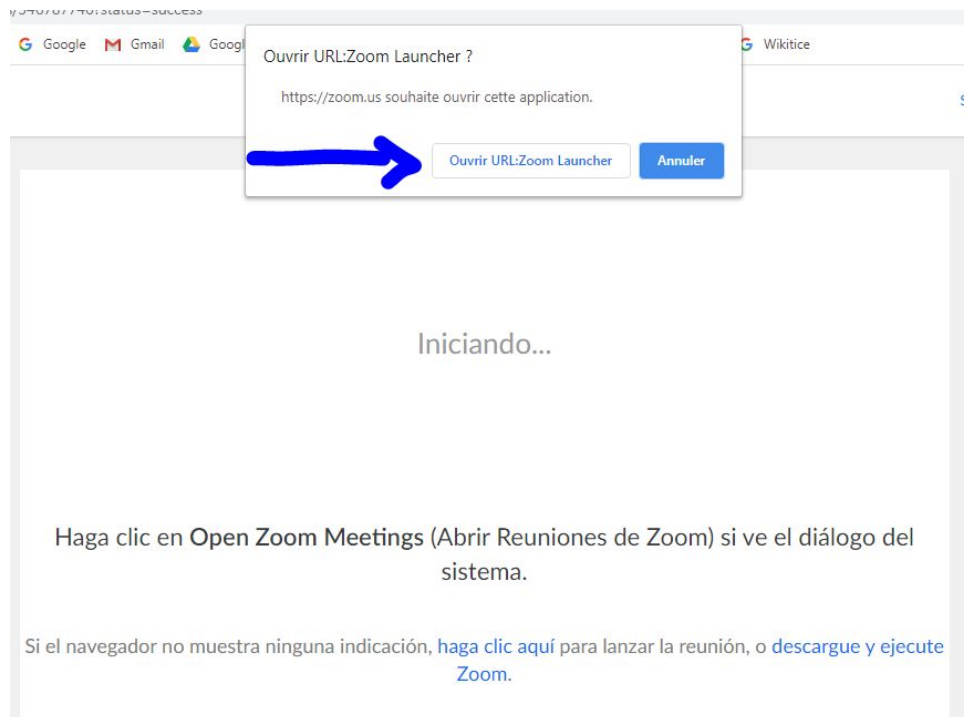 Google Gmail Googl Wikitice
Ouvrir URL:Zoom Launcher ?
https://zoom.us souhaite ouvrir cette application.
Ouvrir URL:Zoom Launcher Annuler
Iniciando...
Haga clic en Open Zoom Meetings (Abrir Reuniones de Zoom) si ve el diálogo del
sistema.
Si el navegador no muestra ninguna indicación, haga clic aquí para lanzar la reunión, o descargue y ejecute
Zoom.